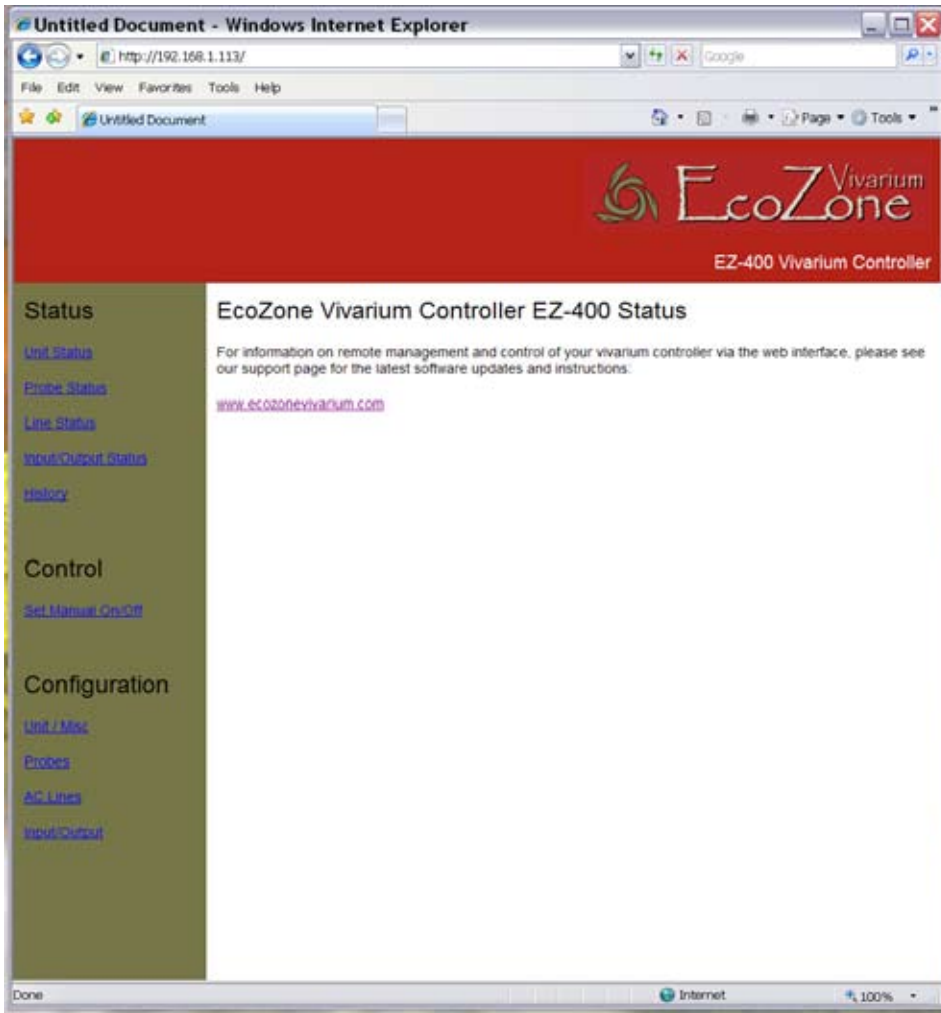 Untitled Document - Windows Internet Explorer
http://192.168.1.113/
Google
File Edit View Favorites Tools Help
Untitled Document
Page Tools
EcoZone Vivarium
EZ-400 Vivarium Controller
Status
Unit Status
Probe Status
Line Status
Input/Output Status
History
Control
Set Manual On/Off
Configuration
Unit / Misc
Probes
AC Lines
Input/Output
EcoZone Vivarium Controller EZ-400 Status
For information on remote management and control of your vivarium controller via the web interface, please see
our support page for the latest software updates and instructions:
www.ecozonevivarium.com
Done
Internet
100%